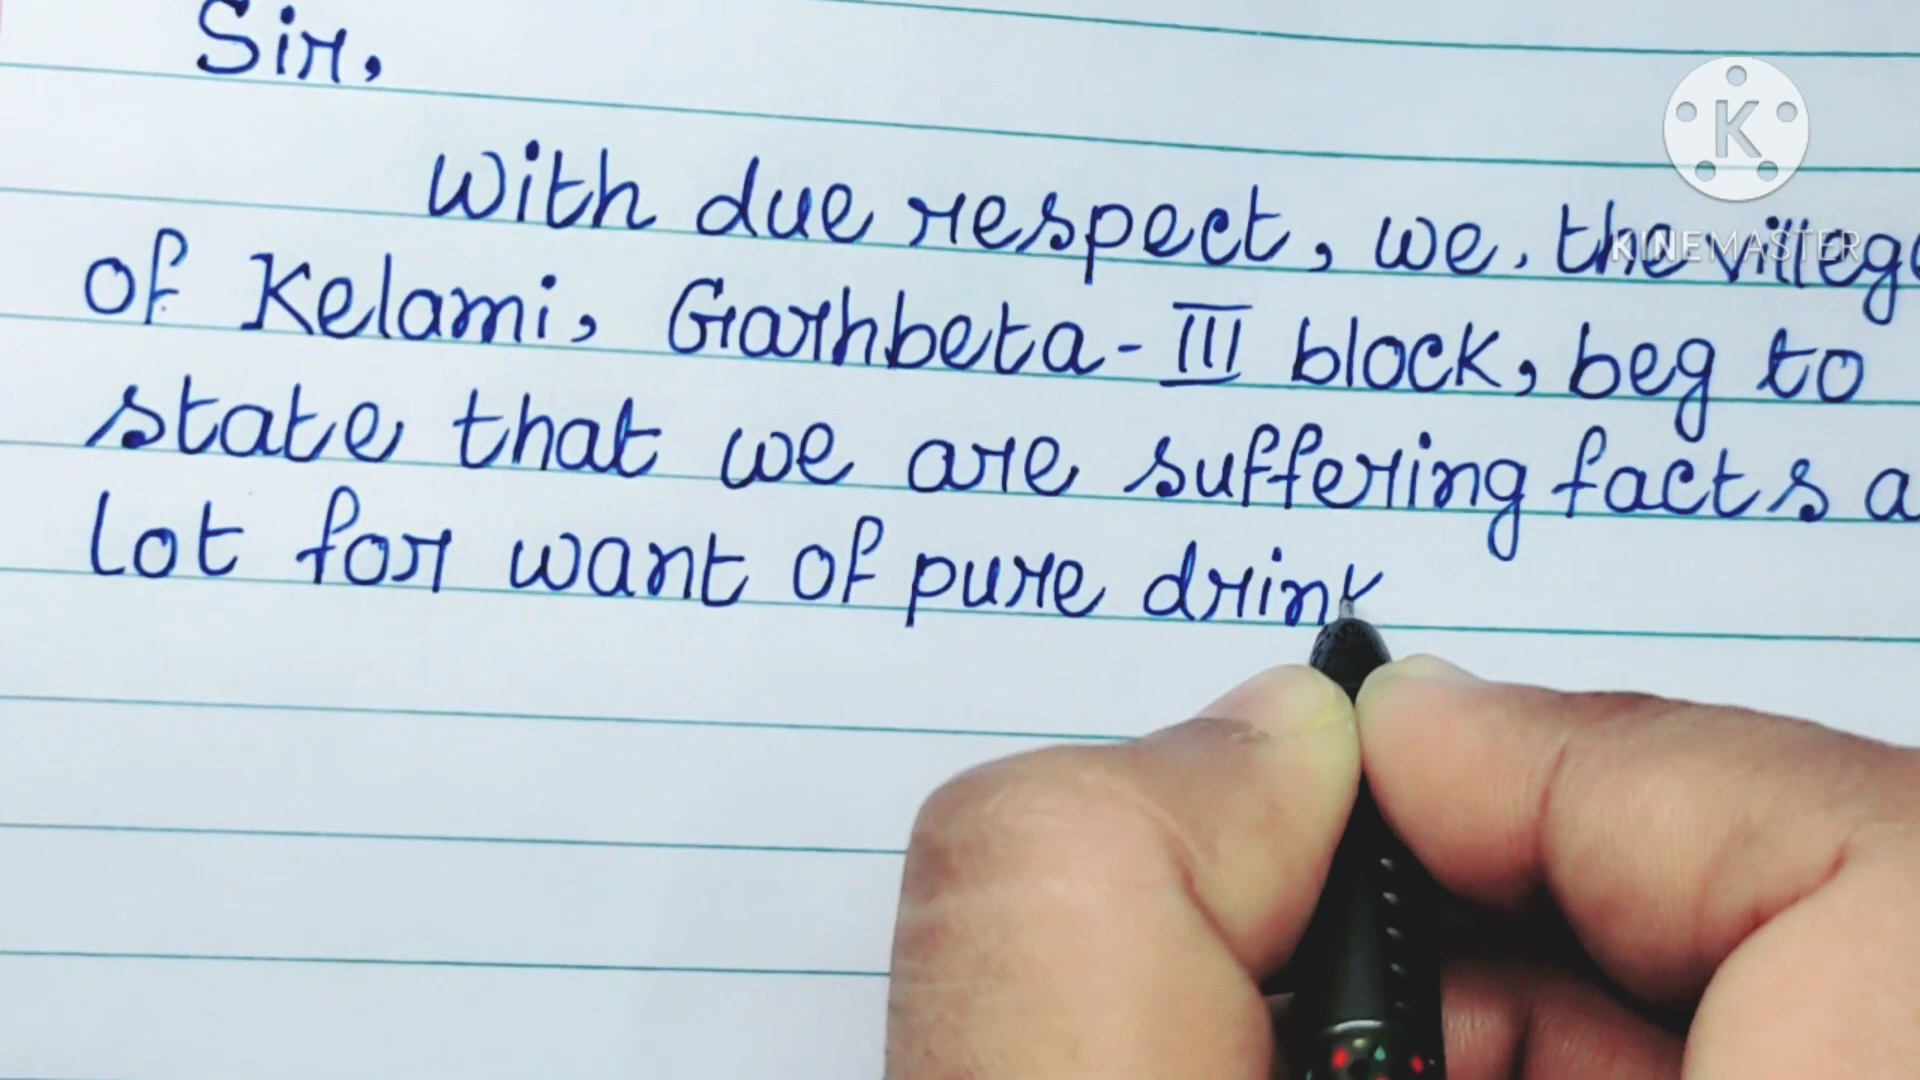 Sir,
With due respect, we. the villege
of Kelami, Garhbeta-III block, beg to
state that we are suffering facts a
lot for want of pure drink
K
KINEMASTER